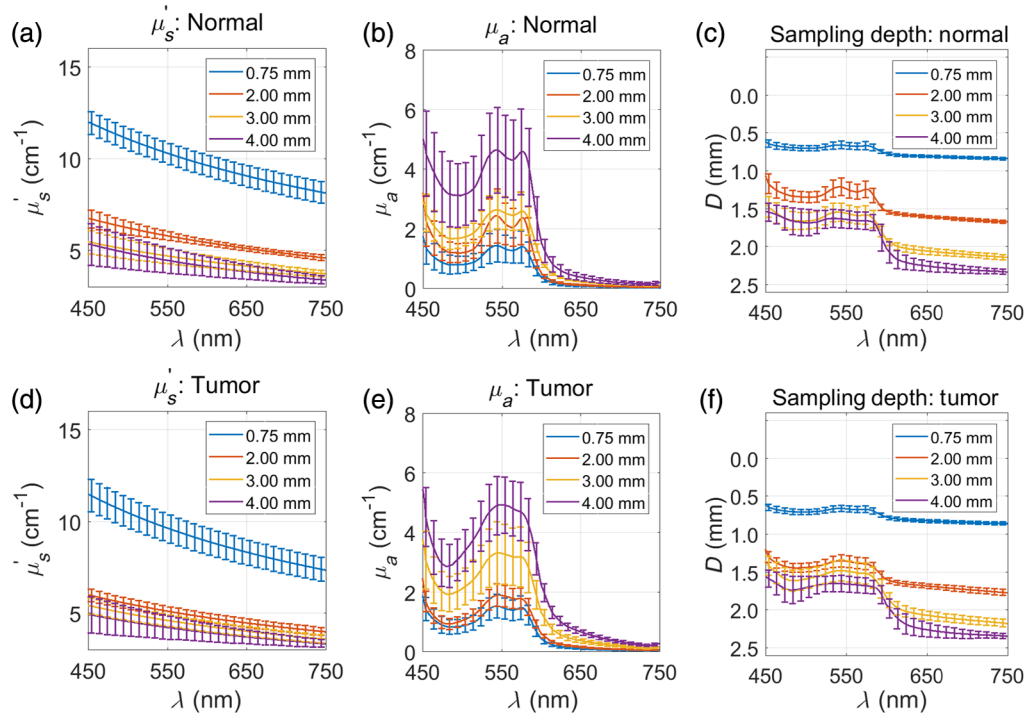 (a)
μs': Normal
15
10
5
μs' (cm-1)
450
550
650
750
λ (nm)
0.75 mm
2.00 mm
3.00 mm
4.00 mm
(b)
μa: Normal
8
6
4
2
0
μa (cm-1)
450
550
650
750
λ (nm)
0.75 mm
2.00 mm
3.00 mm
4.00 mm
(c)
Sampling depth: normal
0.0
0.5
1.0
1.5
2.0
2.5
D (mm)
450
550
650
750
λ (nm)
0.75 mm
2.00 mm
3.00 mm
4.00 mm
(d)
μs': Tumor
15
10
5
μs' (cm-1)
450
550
650
750
λ (nm)
0.75 mm
2.00 mm
3.00 mm
4.00 mm
(e)
μa: Tumor
8
6
4
2
0
μa (cm-1)
450
550
650
750
λ (nm)
0.75 mm
2.00 mm
3.00 mm
4.00 mm
(f)
Sampling depth: tumor
0.0
0.5
1.0
1.5
2.0
2.5
D (mm)
450
550
650
750
λ (nm)
0.75 mm
2.00 mm
3.00 mm
4.00 mm